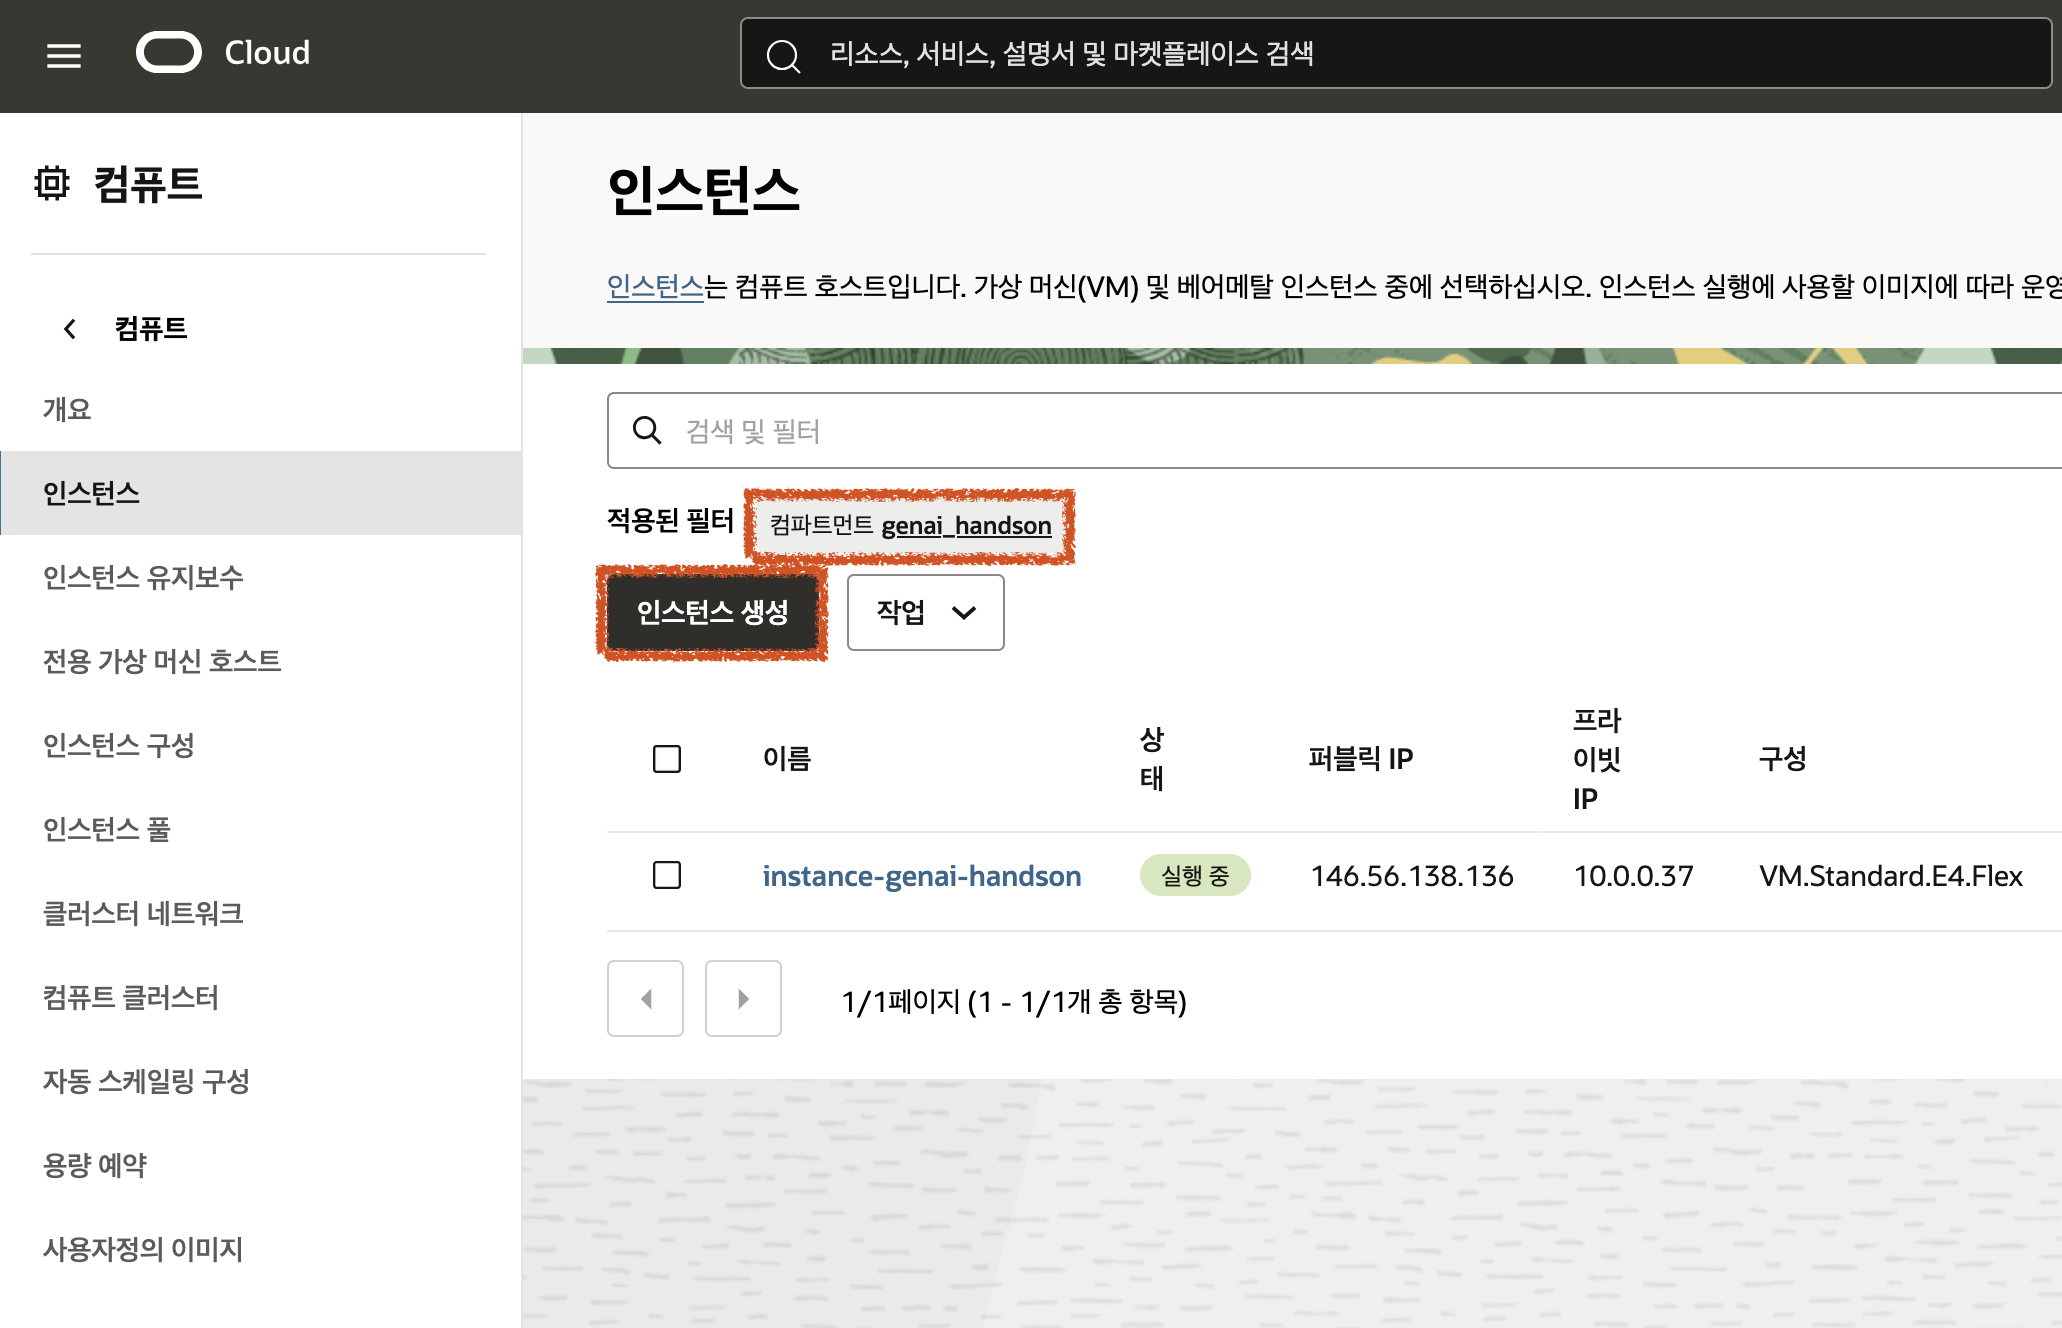 Cloud
리소스, 서비스, 설명서 및 마켓플레이스 검색
컴퓨트
컴퓨트
개요
인스턴스
인스턴스 유지보수
전용 가상 머신 호스트
인스턴스 구성
인스턴스 풀
클러스터 네트워크
컴퓨트 클러스터
자동 스케일링 구성
용량 예약
사용자정의 이미지
인스턴스
인스턴스는 컴퓨트 호스트입니다. 가상 머신(VM) 및 베어메탈 인스턴스 중에 선택하십시오. 인스턴스 실행에 사용할 이미지에 따라 운영
검색 및 필터
적용된 필터 컴파트먼트 genai_handson
인스턴스 생성 작업
이름 상태 퍼블릭 IP 프라이빗 IP 구성
instance-genai-handson 실행 중 146.56.138.136 10.0.0.37 VM.Standard.E4.Flex
1/1페이지 (1 - 1/1개 총 항목)